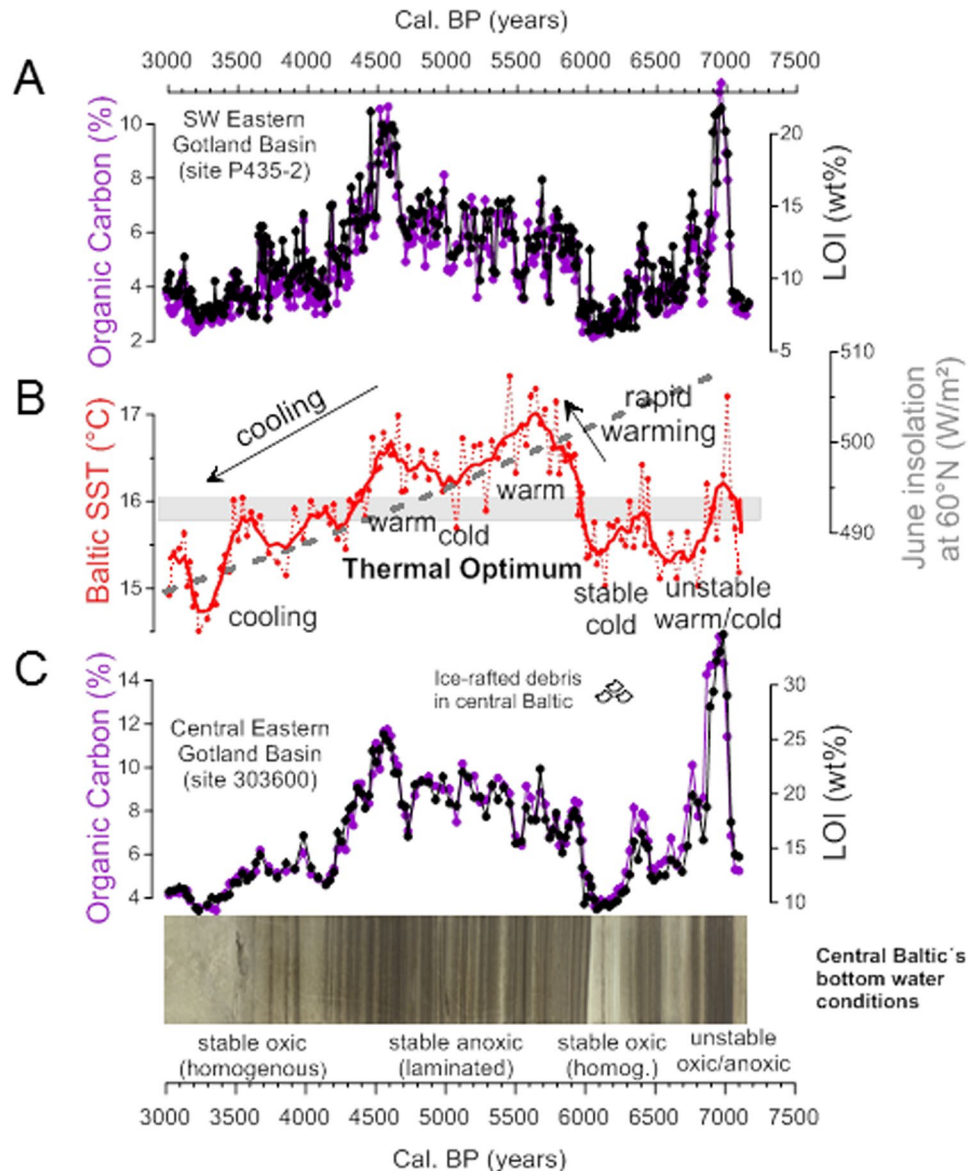 Cal. BP (years)
3000 3500 4000 4500 5000 5500 6000 6500 7000 7500
A
Organic Carbon (%)
10
8
6
4
2
SW Eastern
Gotland Basin
(site P435-2)
20
15
10
5
LOI (wt%)
B
Baltic SST (°C)
17
16
15
cooling
rapid
warming
warm
warm
cold
Thermal Optimum
stable
cold
unstable
warm/cold
cooling
510
500
490
June insolation
at 60°N (W/m²)
C
Organic Carbon (%)
14
12
10
8
6
4
Ice-rafted debris
in central Baltic
Central Eastern
Gotland Basin
(site 303600)
30
25
20
15
10
LOI (wt%)
Central Baltic´s
bottom water
conditions
stable oxic
(homogenous)
stable anoxic
(laminated)
stable oxic
(homog.)
unstable
oxic/anoxic
3000 3500 4000 4500 5000 5500 6000 6500 7000 7500
Cal. BP (years)